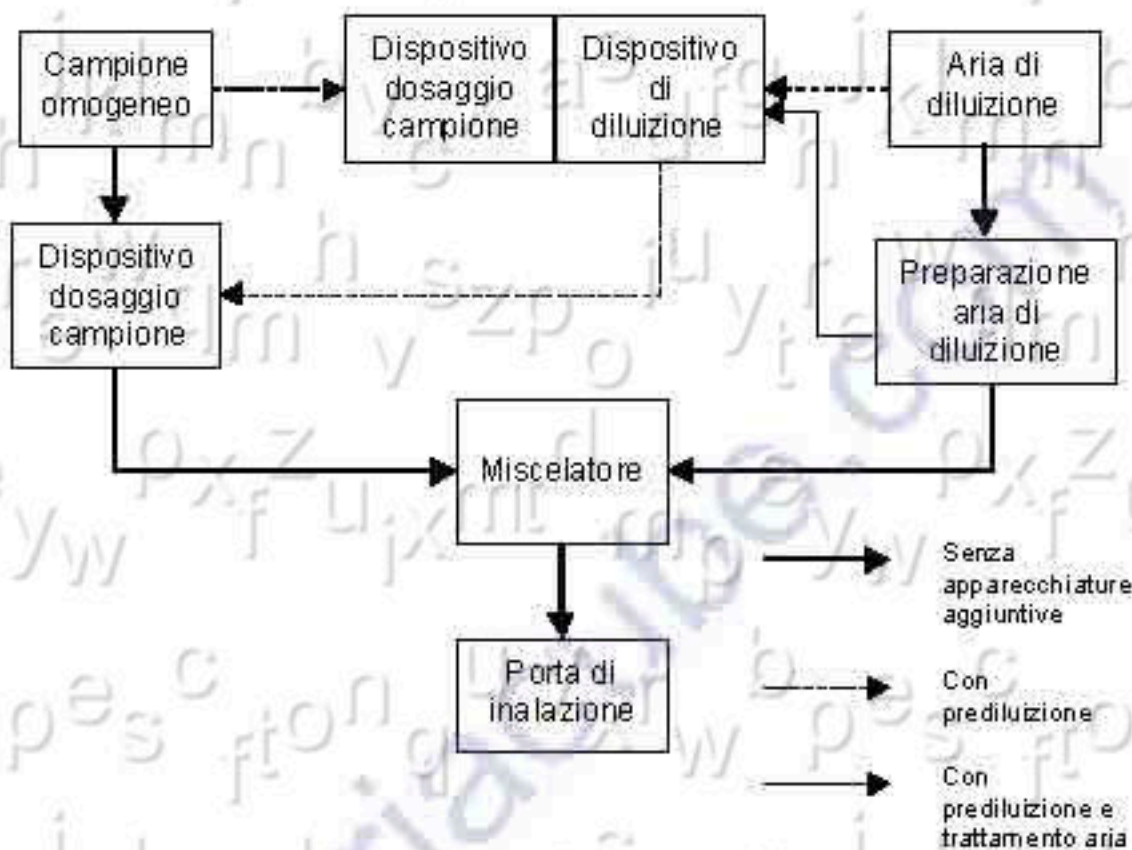 Campione
omogeneo
Dispositivo
dosaggio
campione
Dispositivo
di
diluizione
Aria di
diluizione
Dispositivo
dosaggio
campione
Preparazione
aria di
diluizione
Miscelatore
Porta di
inalazione
Senza
apparecchiature
aggiuntive
Con
prediluizione
Con
prediluizione e
trattamento aria